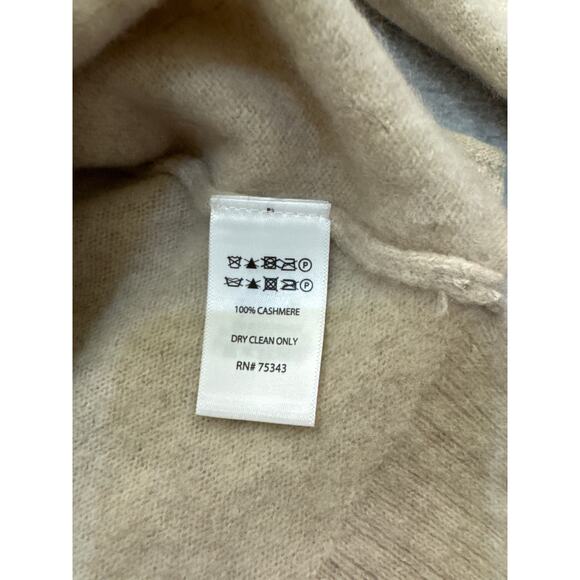 P
P
100% CASHMERE
DRY CLEAN ONLY
RN# 75343